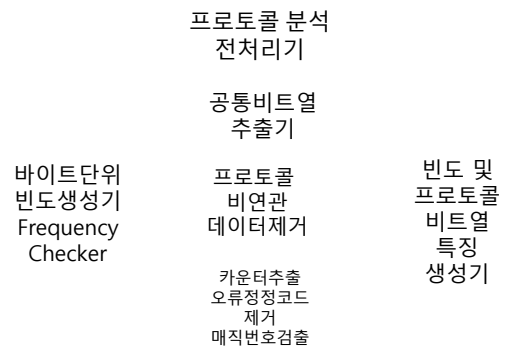 프로토콜 분석
전처리기
공통비트열
추출기
바이트단위
빈도생성기
Frequency
Checker
프로토콜
비연관
데이터제거
빈도 및
프로토콜
비트열
특징
생성기
카운터추출
오류정정코드
제거
매직번호검출